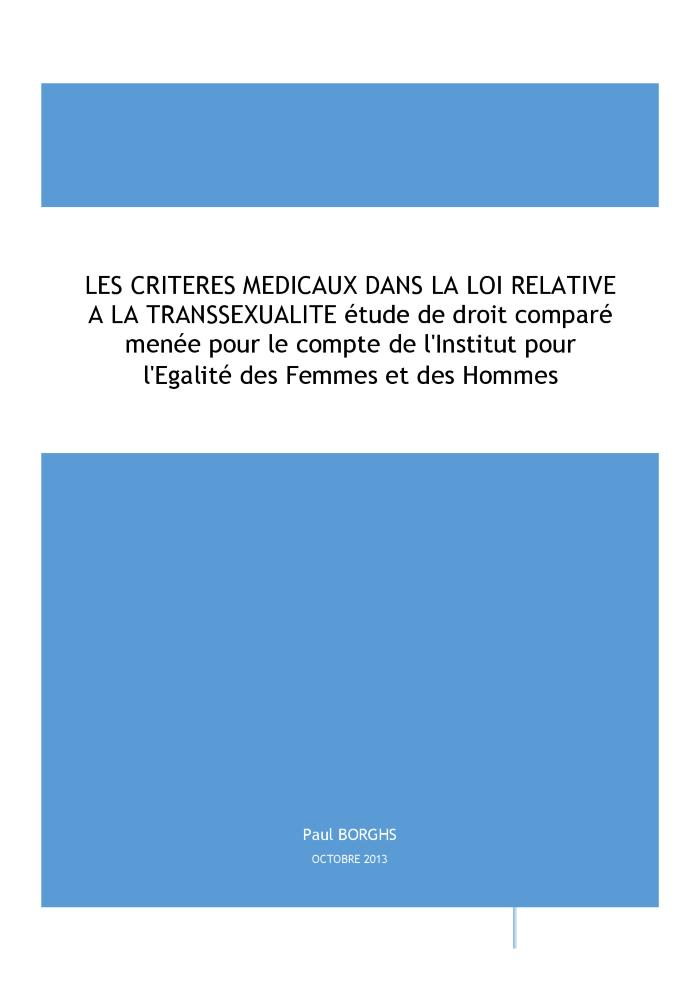 LES CRITERES MEDICAUX DANS LA LOI RELATIVE
A LA TRANSSEXUALITE étude de droit comparé
menée pour le compte de l'Institut pour
l'Egalité des Femmes et des Hommes
Paul BORGHS
OCTOBRE 2013